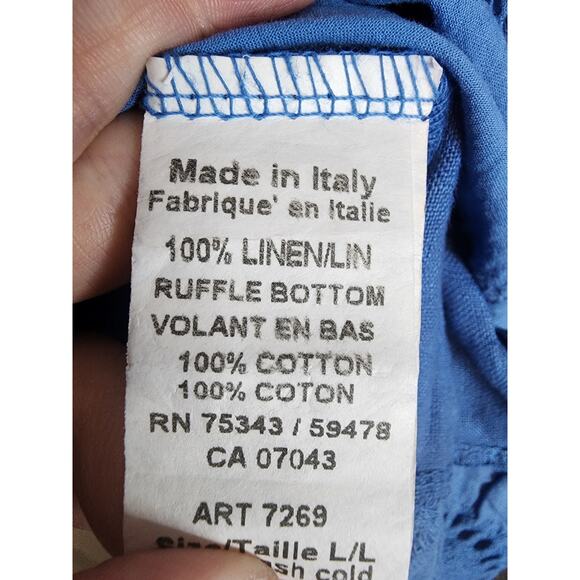 Made in Italy
Fabrique' en Italie
100% LINEN/LIN
RUFFLE BOTTOM
VOLANT EN BAS
100% COTTON
100% COTON
RN 75343 / 59478
CA 07043
ART 7269
Size/Taille L/L
cold